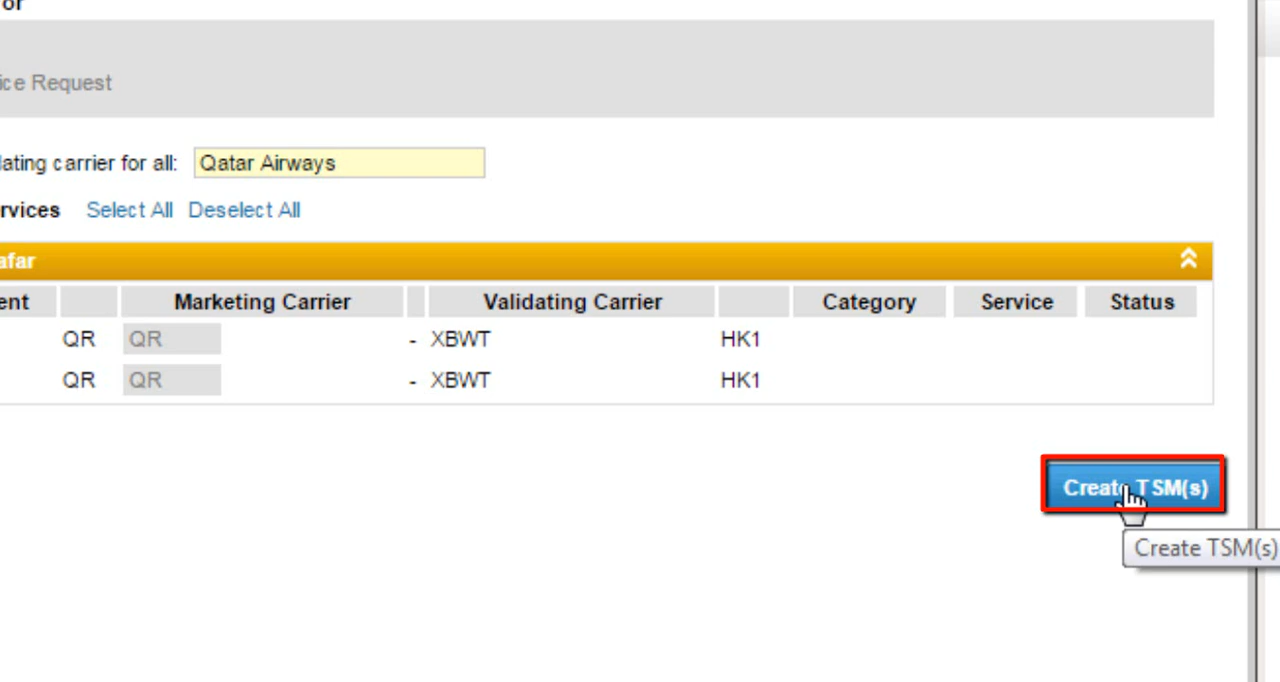 or
ice Request
lating carrier for all: Qatar Airways
rvices Select All Deselect All
afar
ent Marketing Carrier Validating Carrier Category Service Status
QR QR - XBWT HK1
QR QR - XBWT HK1
Create TSM(s)
Create TSM(s)